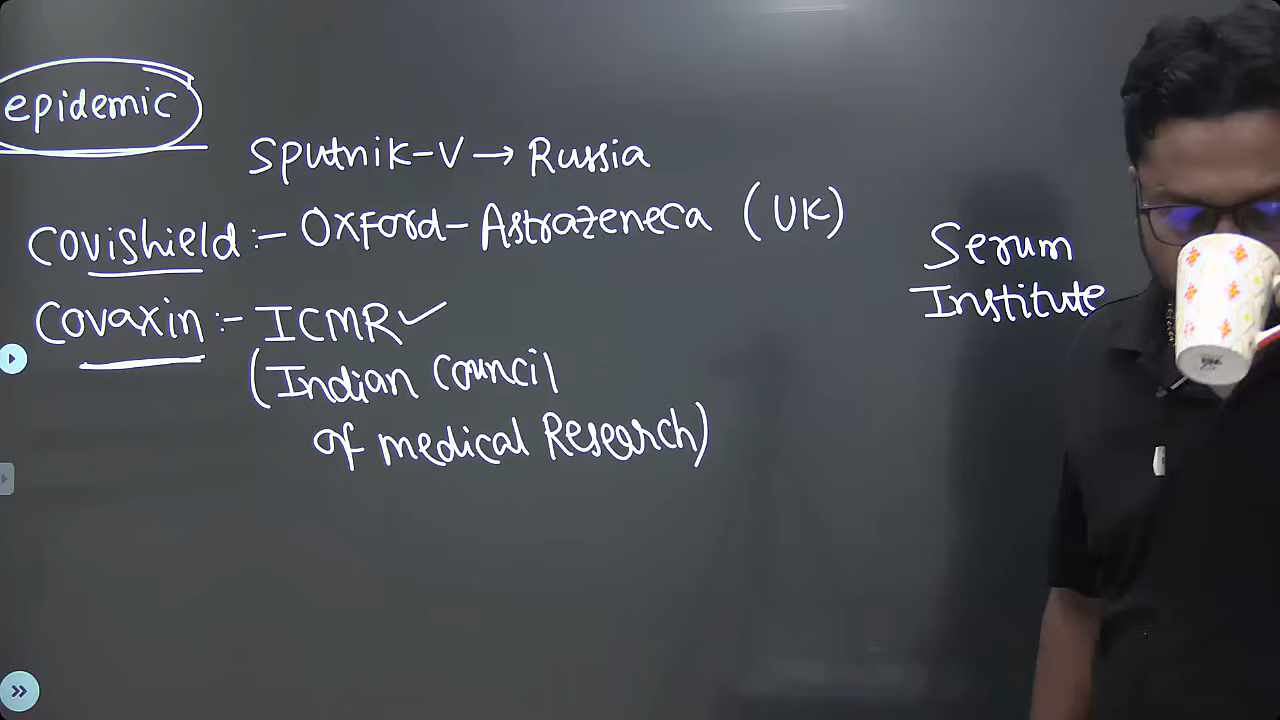 epidemic
Sputnik-V → Russia
Covishield :- Oxford-Astrazeneca (UK)
Serum
Institute
Covaxin :- ICMR ✓
(Indian Council
of medical Research)